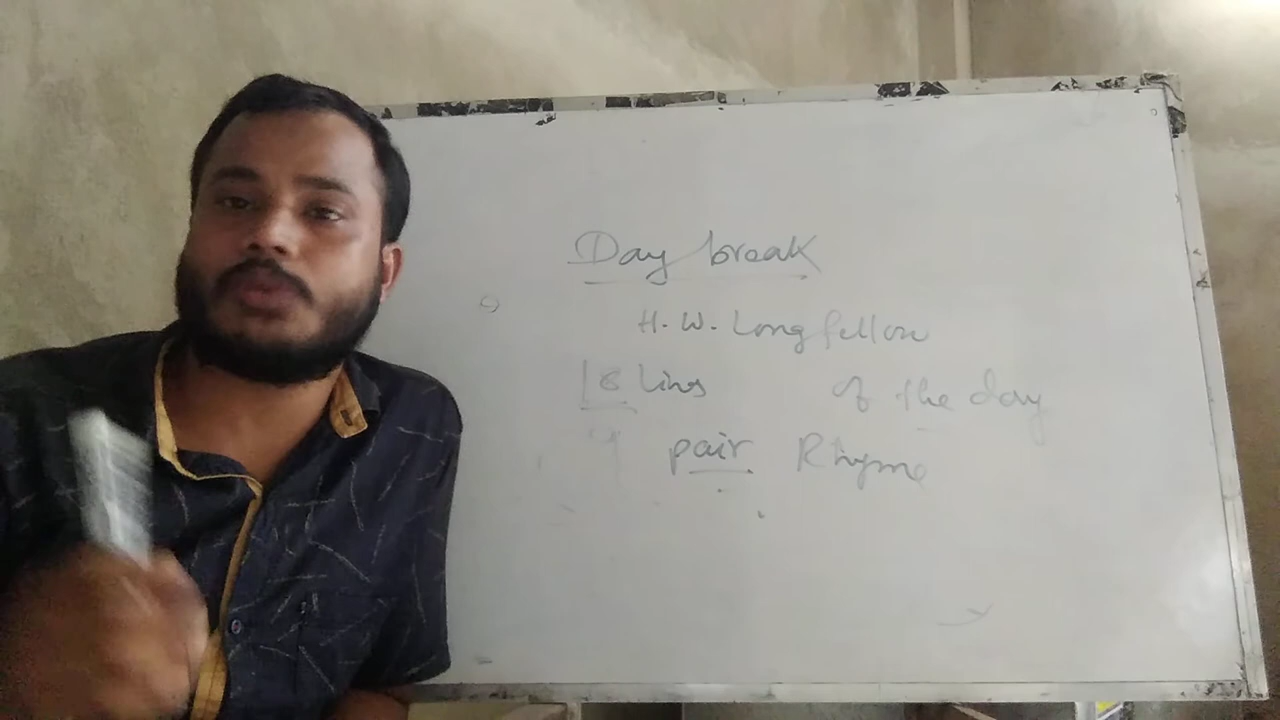 Day break
H. W. Longfellow
18 lines of the day
pair Rhyme